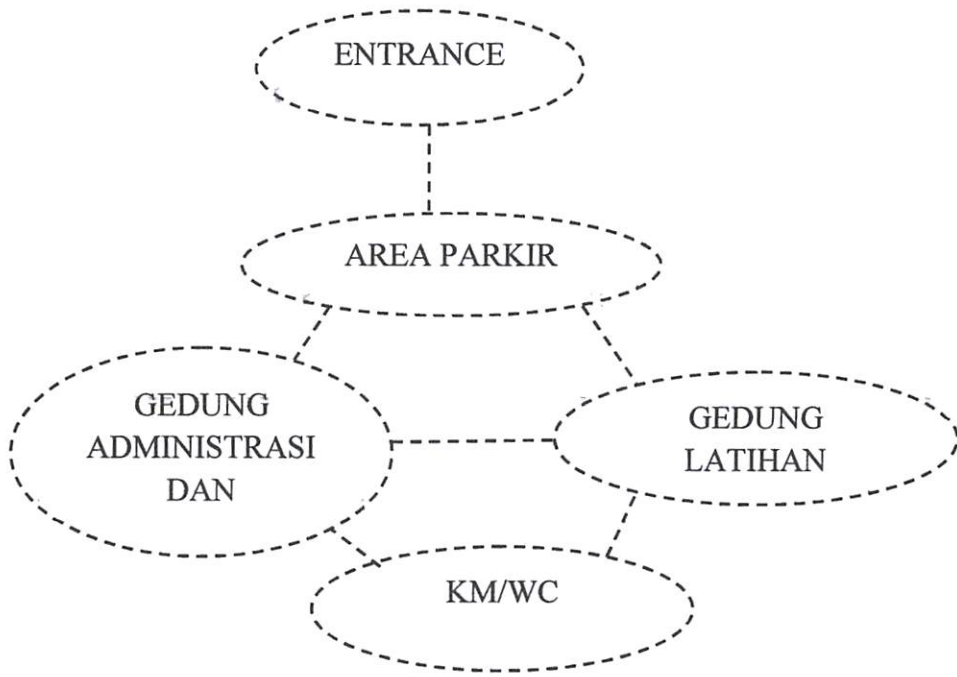 ENTRANCE
AREA PARKIR
GEDUNG
ADMINISTRASI
DAN
GEDUNG
LATIHAN
KM/WC